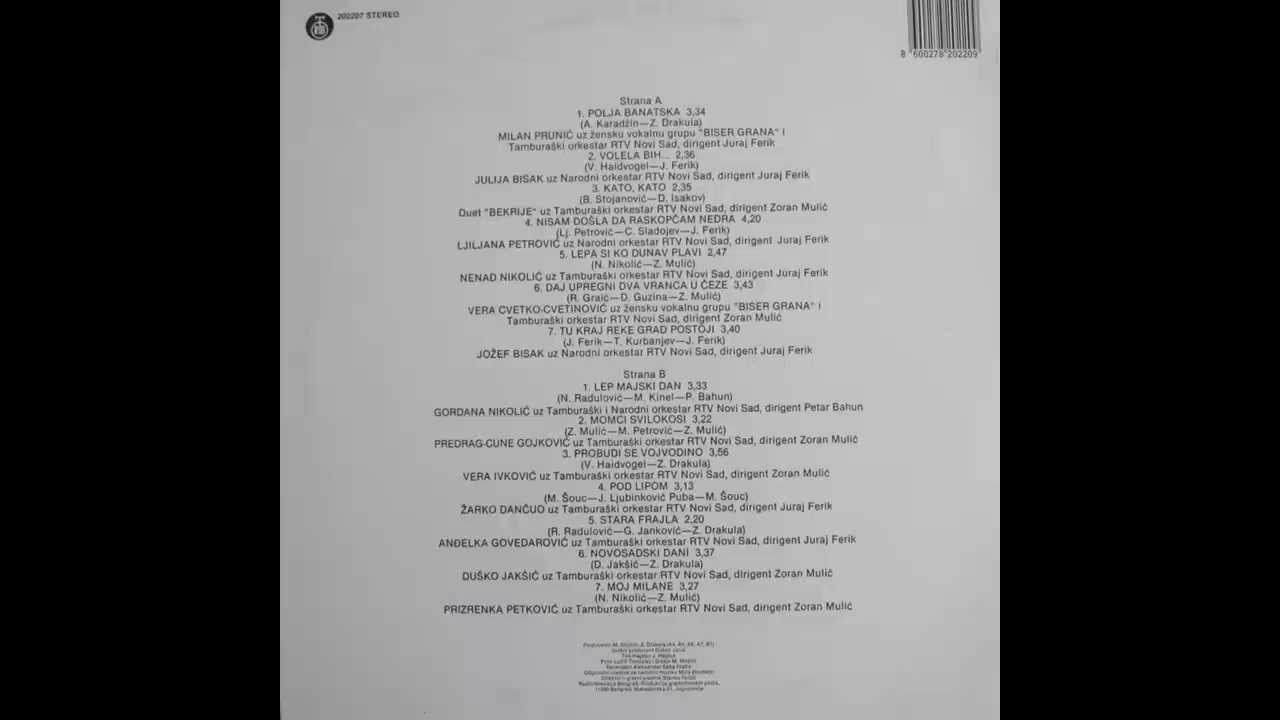 202207 STEREO
RTB
8 600278 202209
Strana A
1. POLJA BANATSKA 3,34
(A. Karadžin—Z. Drakula)
MILAN PRUNIĆ uz žensku vokalnu grupu "BISER GRANA" i
Tamburaški orkestar RTV Novi Sad, dirigent Juraj Ferik
2. VOLELA BIH... 2,36
(V. Haidvogel—J. Ferik)
JULIJA BISAK uz Narodni orkestar RTV Novi Sad, dirigent Juraj Ferik
3. KATO, KATO 2,35
(B. Stojanović—D. Isakov)
Duet "BEKRIJE" uz Tamburaški orkestar RTV Novi Sad, dirigent Zoran Mulić
4. NISAM DOŠLA DA RASKOPČAM NEDRA 4,20
(Lj. Petrović—C. Sladojev—J. Ferik)
LJILJANA PETROVIĆ uz Narodni orkestar RTV Novi Sad, dirigent Juraj Ferik
5. LEPA SI KO DUNAV PLAVI 2,47
(N. Nikolić—Z. Mulić)
NENAD NIKOLIĆ uz Tamburaški orkestar RTV Novi Sad, dirigent Juraj Ferik
6. DAJ UPREGNI DVA VRANCA U ČEZE 3,43
(R. Graić—D. Guzina—Z. Mulić)
VERA CVETKO-CVETINOVIĆ uz žensku vokalnu grupu "BISER GRANA" i
Tamburaški orkestar RTV Novi Sad, dirigent Zoran Mulić
7. TU KRAJ REKE GRAD POSTOJI 3,40
(J. Ferik—T. Kurbanjev—J. Ferik)
JOŽEF BISAK uz Narodni orkestar RTV Novi Sad, dirigent Juraj Ferik
Strana B
1. LEP MAJSKI DAN 3,33
(N. Radulović—M. Kinel—P. Bahun)
GORDANA NIKOLIĆ uz Tamburaški i Narodni orkestar RTV Novi Sad, dirigent Petar Bahun
2. MOMCI SVILOKOSI 3,22
(Z. Mulić—M. Petrović—Z. Mulić)
PREDRAG-CUNE GOJKOVIĆ uz Tamburaški orkestar RTV Novi Sad, dirigent Zoran Mulić
3. PROBUDI SE VOJVODINO 3,56
(V. Haidvogel—Z. Drakula)
VERA IVKOVIĆ uz Tamburaški orkestar RTV Novi Sad, dirigent Zoran Mulić
4. POD LIPOM 3,13
(M. Šouc—J. Ljubinković Puba—M. Šouc)
ŽARKO DANČUO uz Tamburaški orkestar RTV Novi Sad, dirigent Juraj Ferik
5. STARA FRAJLA 2,20
(R. Radulović—G. Janković—Z. Drakula)
ANĐELKA GOVEDAROVIĆ uz Tamburaški orkestar RTV Novi Sad, dirigent Juraj Ferik
6. NOVOSADSKI DANI 3,37
(D. Jakšić—Z. Drakula)
DUŠKO JAKŠIĆ uz Tamburaški orkestar RTV Novi Sad, dirigent Zoran Mulić
7. MOJ MILANE 3,27
(N. Nikolić—Z. Mulić)
PRIZRENKA PETKOVIĆ uz Tamburaški orkestar RTV Novi Sad, dirigent Zoran Mulić